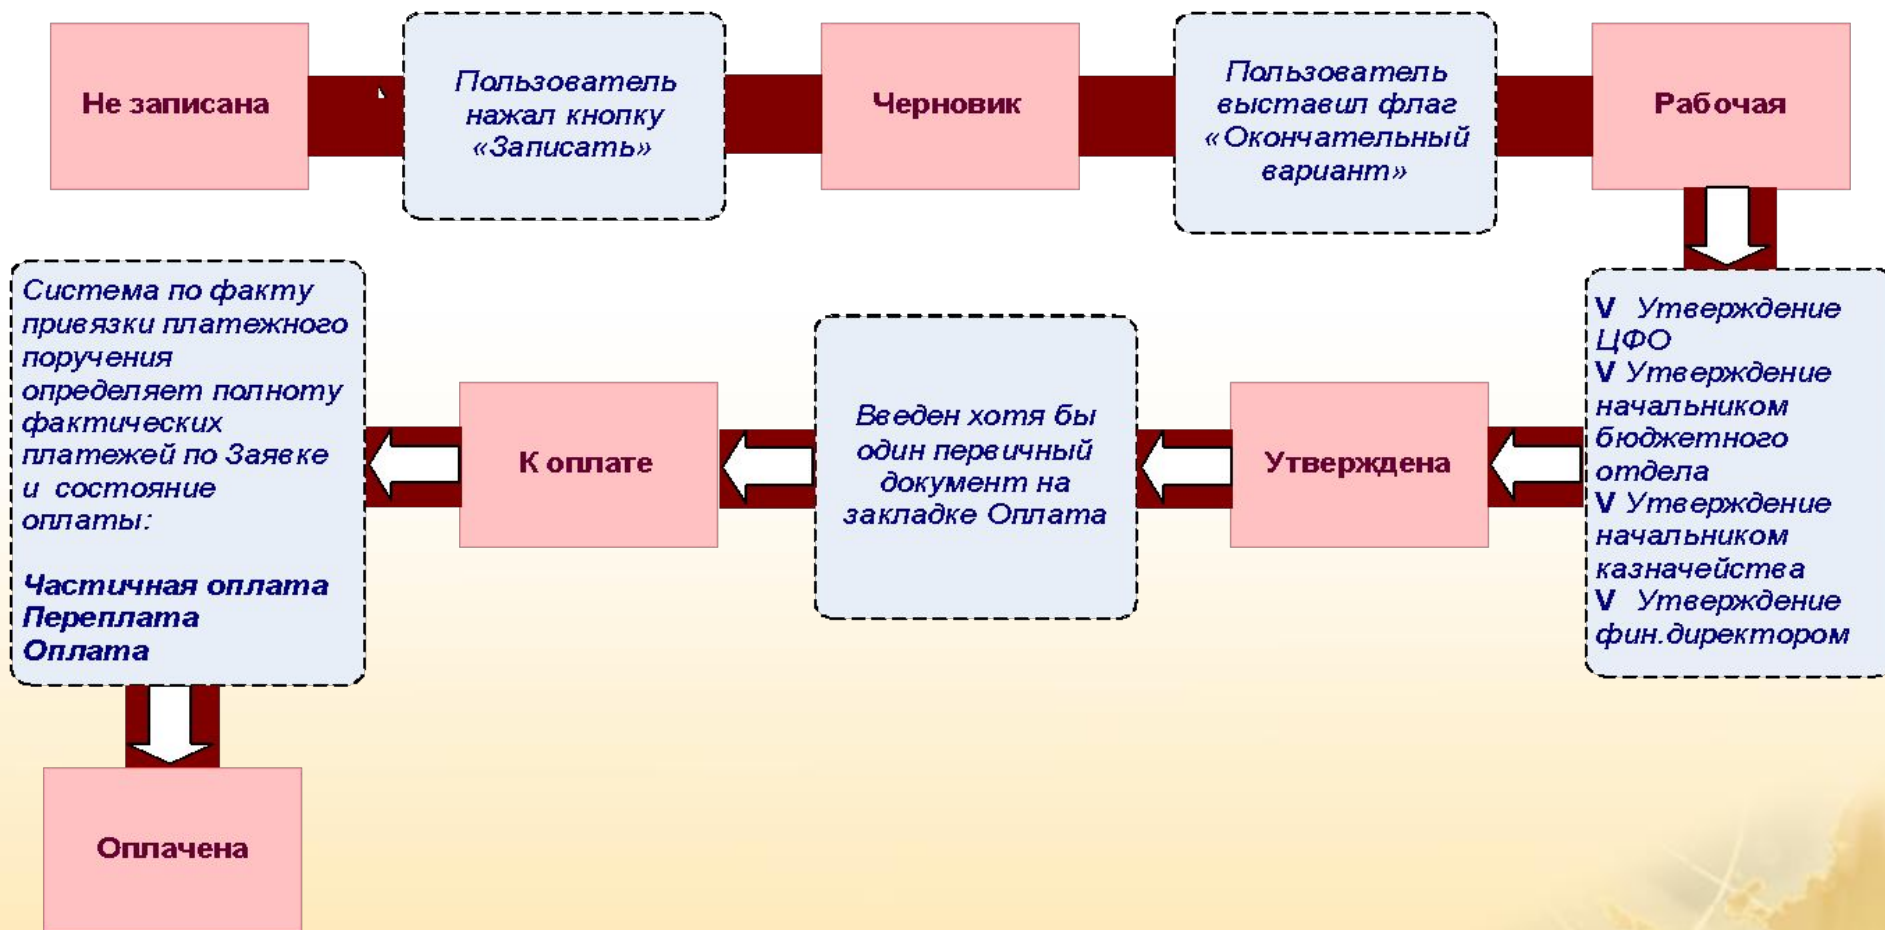 Не записана
Пользователь
нажал кнопку
«Записать»
Черновик
Пользователь
выставил флаг
«Окончательный
вариант»
Рабочая
V Утверждение
ЦФО
V Утверждение
начальником
бюджетного
отдела
V Утверждение
начальником
казначейства
V Утверждение
фин.директором
Утверждена
Введен хотя бы
один первичный
документ на
закладке Оплата
К оплате
Система по факту
привязки платежного
поручения
определяет полноту
фактических
платежей по Заявке
и состояние
оплаты:
Частичная оплата
Переплата
Оплата
Оплачена